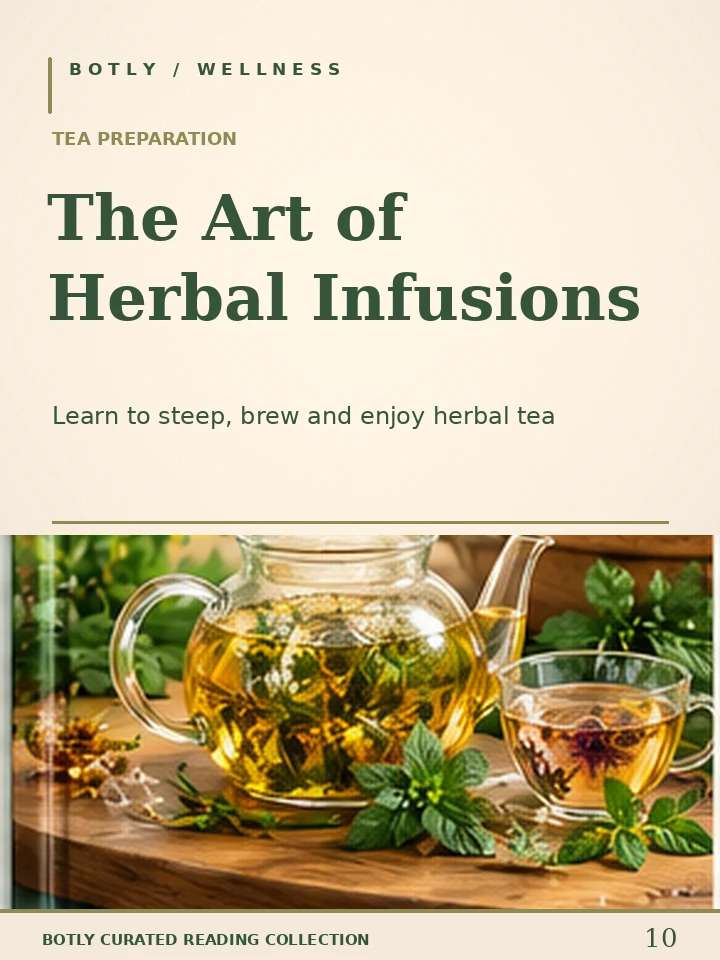 BOTLY / WELLNESS
TEA PREPARATION
The Art of
Herbal Infusions
Learn to steep, brew and enjoy herbal tea
BOTLY CURATED READING COLLECTION
10